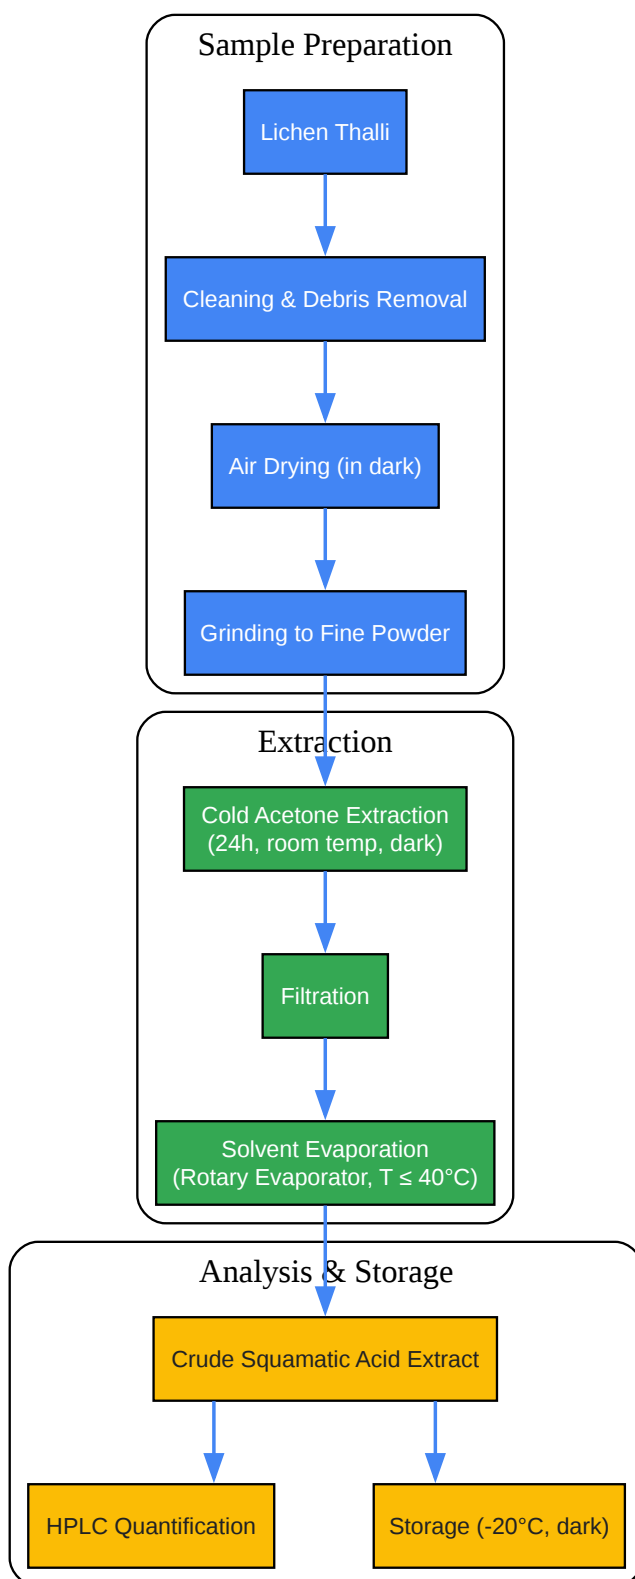 Sample Preparation
Lichen Thalli
Cleaning & Debris Removal
Air Drying (in dark)
Grinding to Fine Powder
Extraction
Cold Acetone Extraction
(24h, room temp, dark)
Filtration
Solvent Evaporation
(Rotary Evaporator, T ≤ 40°C)
Analysis & Storage
Crude Squamatic Acid Extract
HPLC Quantification
Storage (-20°C, dark)